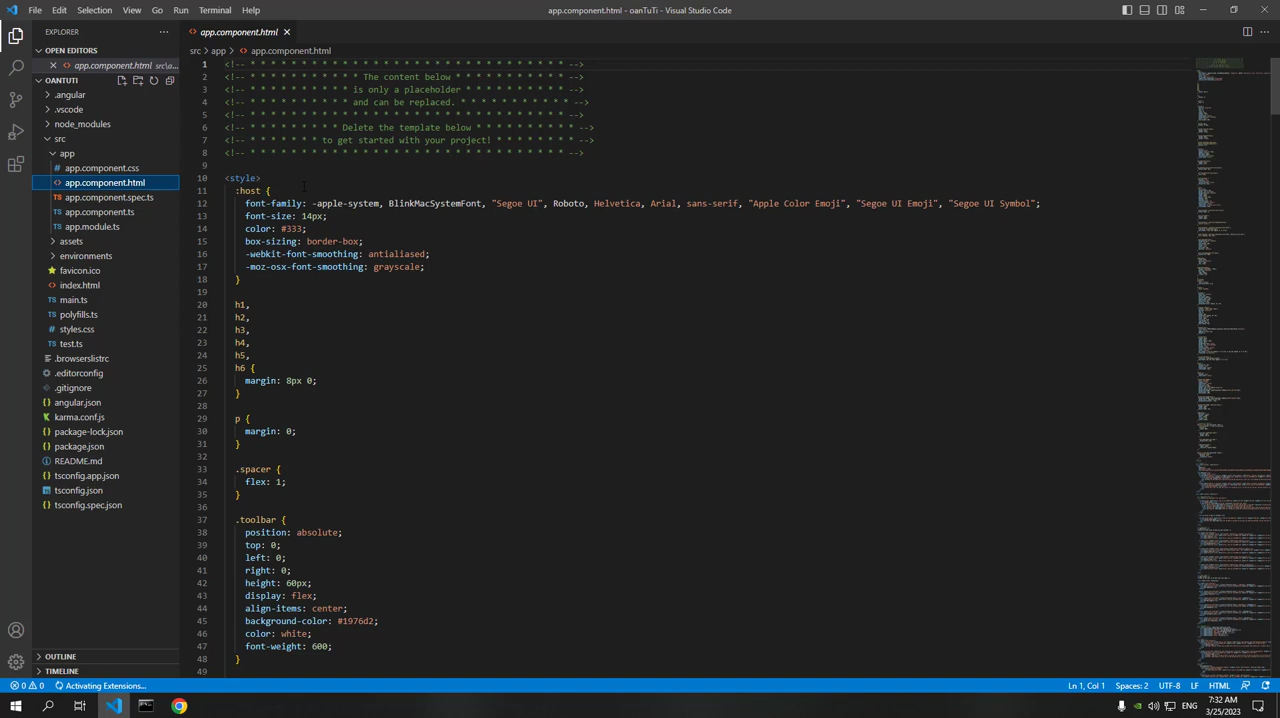 File Edit Selection View Go Run Terminal Help
app.component.html - oanTuTi - Visual Studio Code
EXPLORER
OPEN EDITORS
app.component.html src\a...
OANTUTI
.angular
.vscode
node_modules
src
app
app.component.css
app.component.html
app.component.spec.ts
app.component.ts
app.module.ts
assets
environments
favicon.ico
index.html
main.ts
polyfills.ts
styles.css
test.ts
.browserslistrc
.editorconfig
.gitignore
angular.json
karma.conf.js
package-lock.json
package.json
README.md
tsconfig.app.json
tsconfig.json
tsconfig.spec.json
OUTLINE
TIMELINE
app.component.html
src > app > app.component.html
1 <!-- * * * * * * * * * * * * * * * * * * * * * * * * * * * * * * * -->
2 <!-- * * * * * * * * * * * The content below * * * * * * * * * * * -->
3 <!-- * * * * * * * * * * is only a placeholder * * * * * * * * * * -->
4 <!-- * * * * * * * * * * and can be replaced. * * * * * * * * * * * -->
5 <!-- * * * * * * * * * * * * * * * * * * * * * * * * * * * * * * * -->
6 <!-- * * * * * * * * * Delete the template below * * * * * * * * * * -->
7 <!-- * * * * * * * to get started with your project! * * * * * * * * -->
8 <!-- * * * * * * * * * * * * * * * * * * * * * * * * * * * * * * * -->
9
10 <style>
11 :host {
12 font-family: -apple-system, BlinkMacSystemFont, "Segoe UI", Roboto, Helvetica, Arial, sans-serif, "Apple Color Emoji", "Segoe UI Emoji", "Segoe UI Symbol";
13 font-size: 14px;
14 color: #333;
15 box-sizing: border-box;
16 -webkit-font-smoothing: antialiased;
17 -moz-osx-font-smoothing: grayscale;
18 }
19
20 h1,
21 h2,
22 h3,
23 h4,
24 h5,
25 h6 {
26 margin: 8px 0;
27 }
28
29 p {
30 margin: 0;
31 }
32
33 .spacer {
34 flex: 1;
35 }
36
37 .toolbar {
38 position: absolute;
39 top: 0;
40 left: 0;
41 right: 0;
42 height: 60px;
43 display: flex;
44 align-items: center;
45 background-color: #1976d2;
46 color: white;
47 font-weight: 600;
48 }
49
0 0 Activating Extensions...
Ln 1, Col 1 Spaces: 2 UTF-8 LF HTML
ENG
7:32 AM
3/25/2023